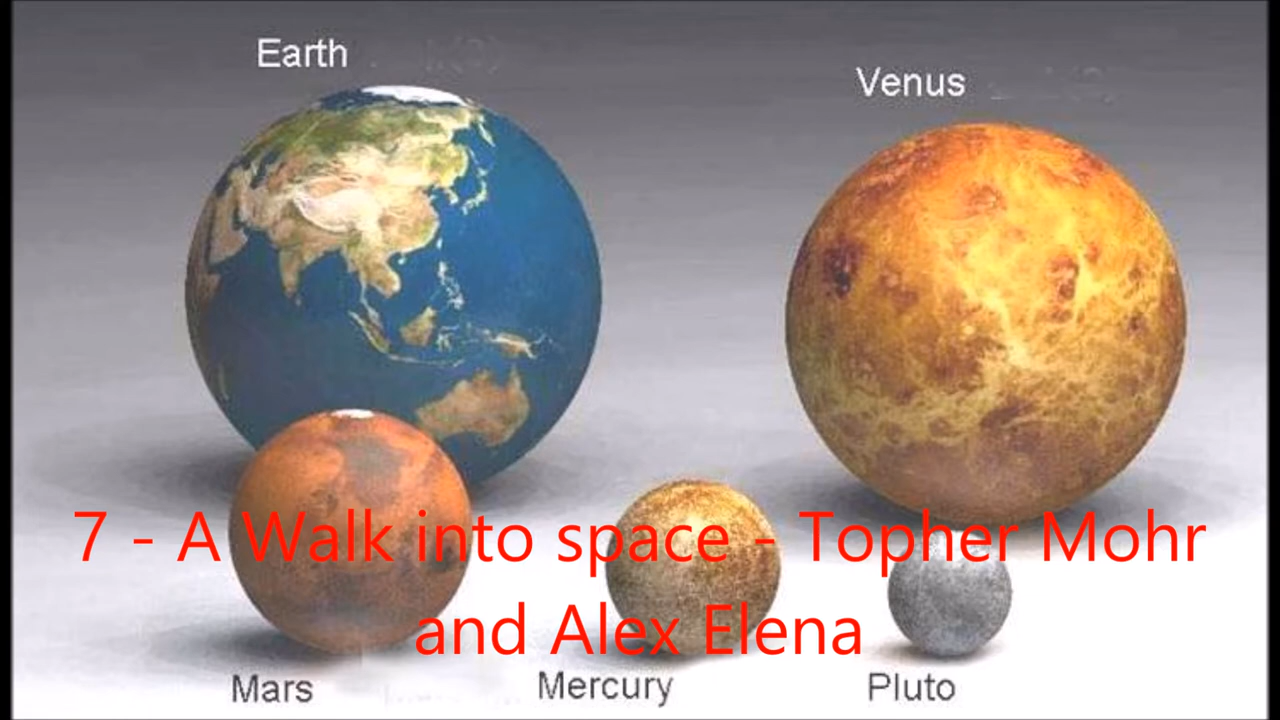 Earth
Venus
7 - A Walk into space - Topher Mohr
and Alex Elena
Mars
Mercury
Pluto